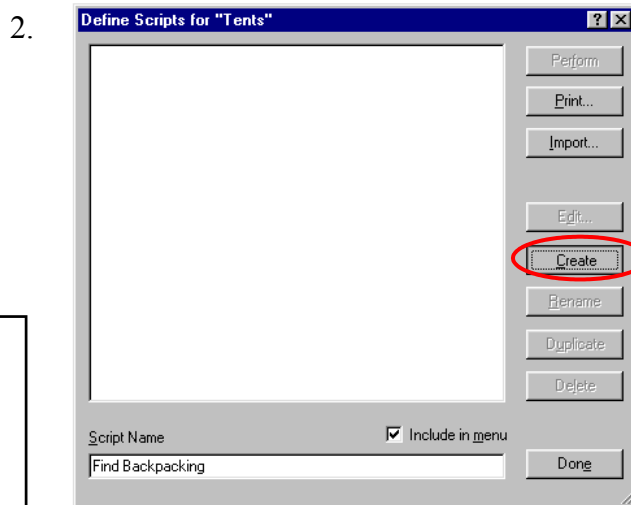 2.
Define Scripts for "Tents"
Perform
Print...
Import...
Edit...
Create
Rename
Duplicate
Delete
Script Name
Include in menu
Find Backpacking
Done